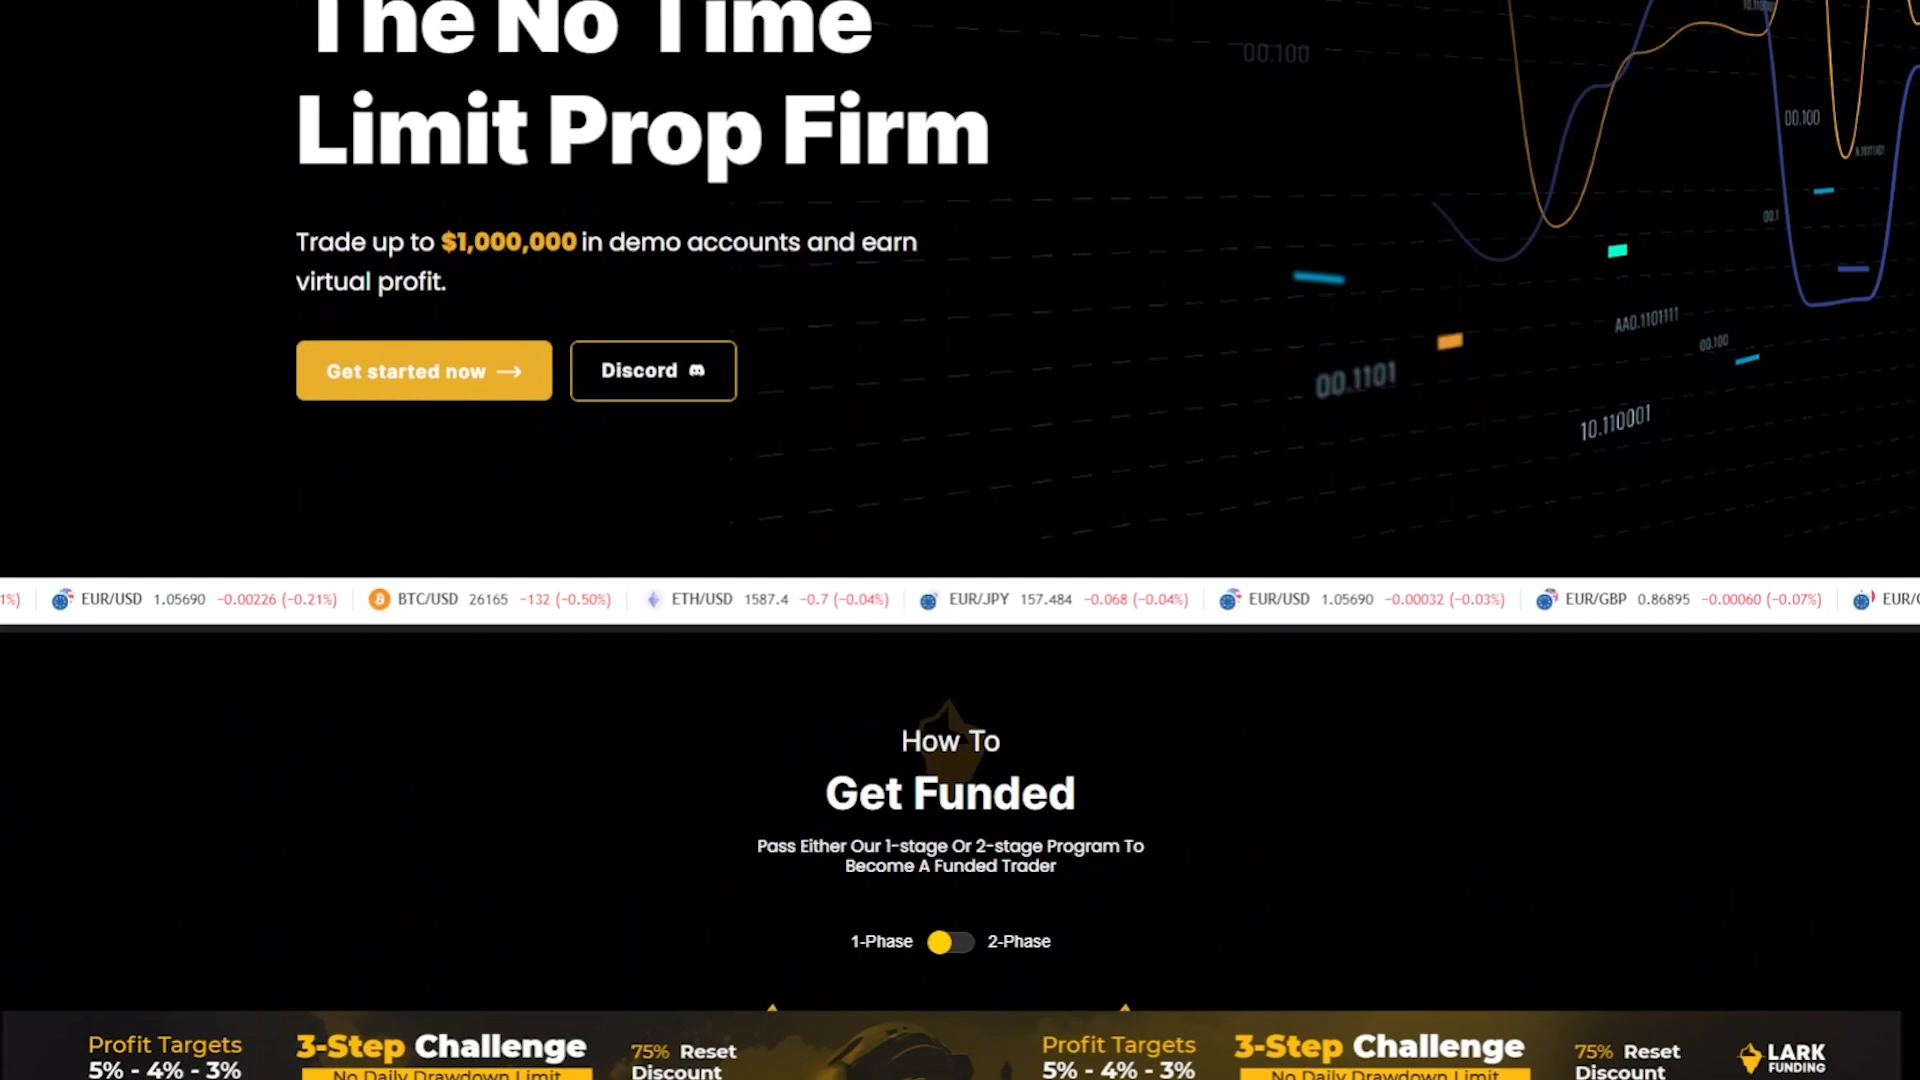 The No Time
Limit Prop Firm
00.100
00.100
Trade up to $1,000,000 in demo accounts and earn
virtual profit.
AA0.1101111
00.100
Get started now →
Discord
00.1101
10.110001
EUR/USD 1.05690 −0.00226 (−0.21%) BTC/USD 26165 −132 (−0.50%) ETH/USD 1587.4 −0.7 (−0.04%) EUR/JPY 157.484 −0.068 (−0.04%) EUR/USD 1.05690 −0.00032 (−0.03%) EUR/GBP 0.86895 −0.00060 (−0.07%)
How To
Get Funded
Pass Either Our 1-stage Or 2-stage Program To
Become A Funded Trader
1-Phase 2-Phase
Profit Targets
5% - 4% - 3%
3-Step Challenge
No Daily Drawdown Limit
75% Reset
Discount
Profit Targets
5% - 4% - 3%
3-Step Challenge
No Daily Drawdown Limit
75% Reset
Discount
LARK
FUNDING